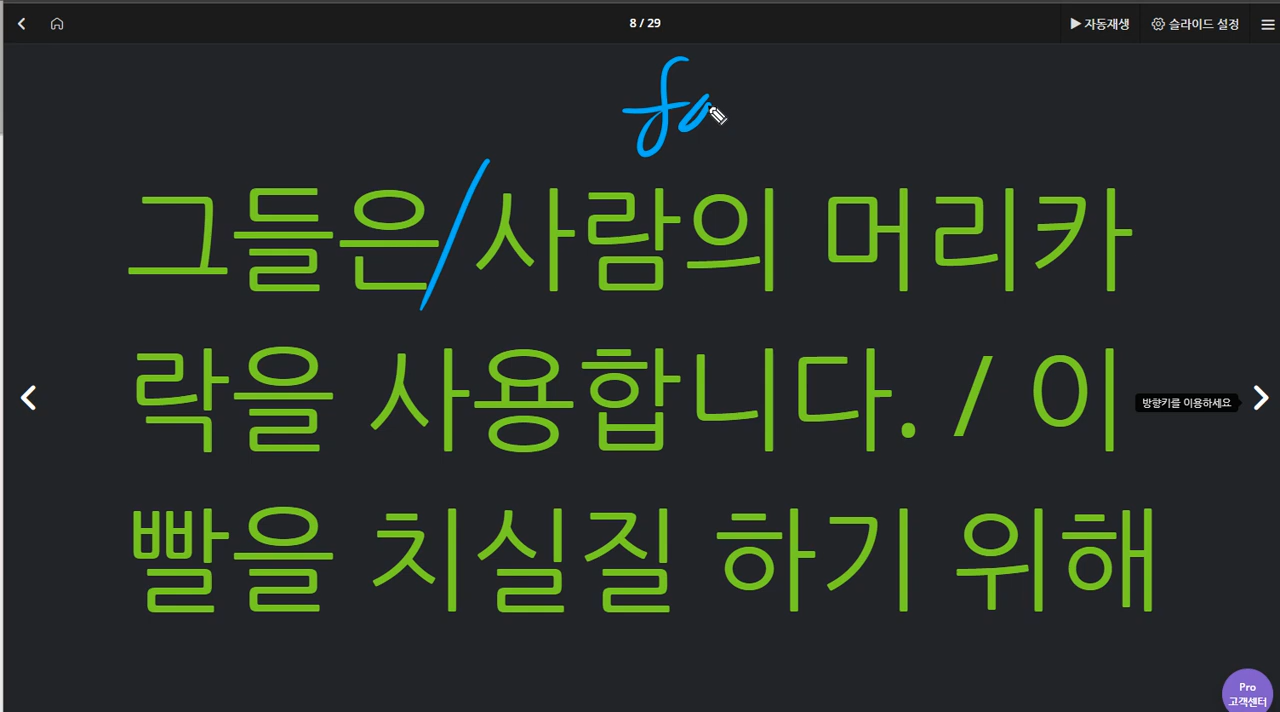 8 / 29
▶ 자동재생
슬라이드 설정
fa
그들은/사람의 머리카
락을 사용합니다. / 이
방향키를 이용하세요
빨을 치실질 하기 위해
Pro
고객센터